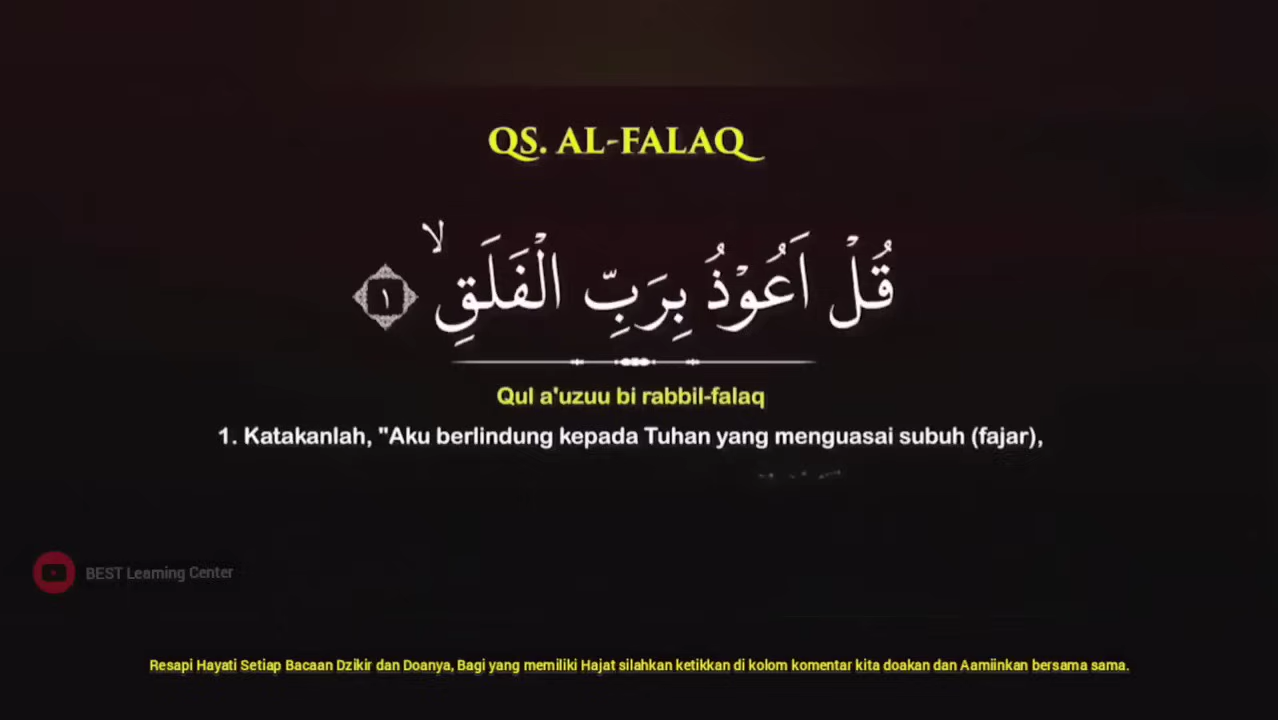 QS. AL-FALAQ
قُلْ اَعُوْذُ بِرَبِّ الْفَلَقِۙ ١
Qul a'uzuu bi rabbil-falaq
1. Katakanlah, "Aku berlindung kepada Tuhan yang menguasai subuh (fajar),
BEST Learning Center
Resapi Hayati Setiap Bacaan Dzikir dan Doanya, Bagi yang memiliki Hajat silahkan ketikkan di kolom komentar kita doakan dan Aamiinkan bersama sama.